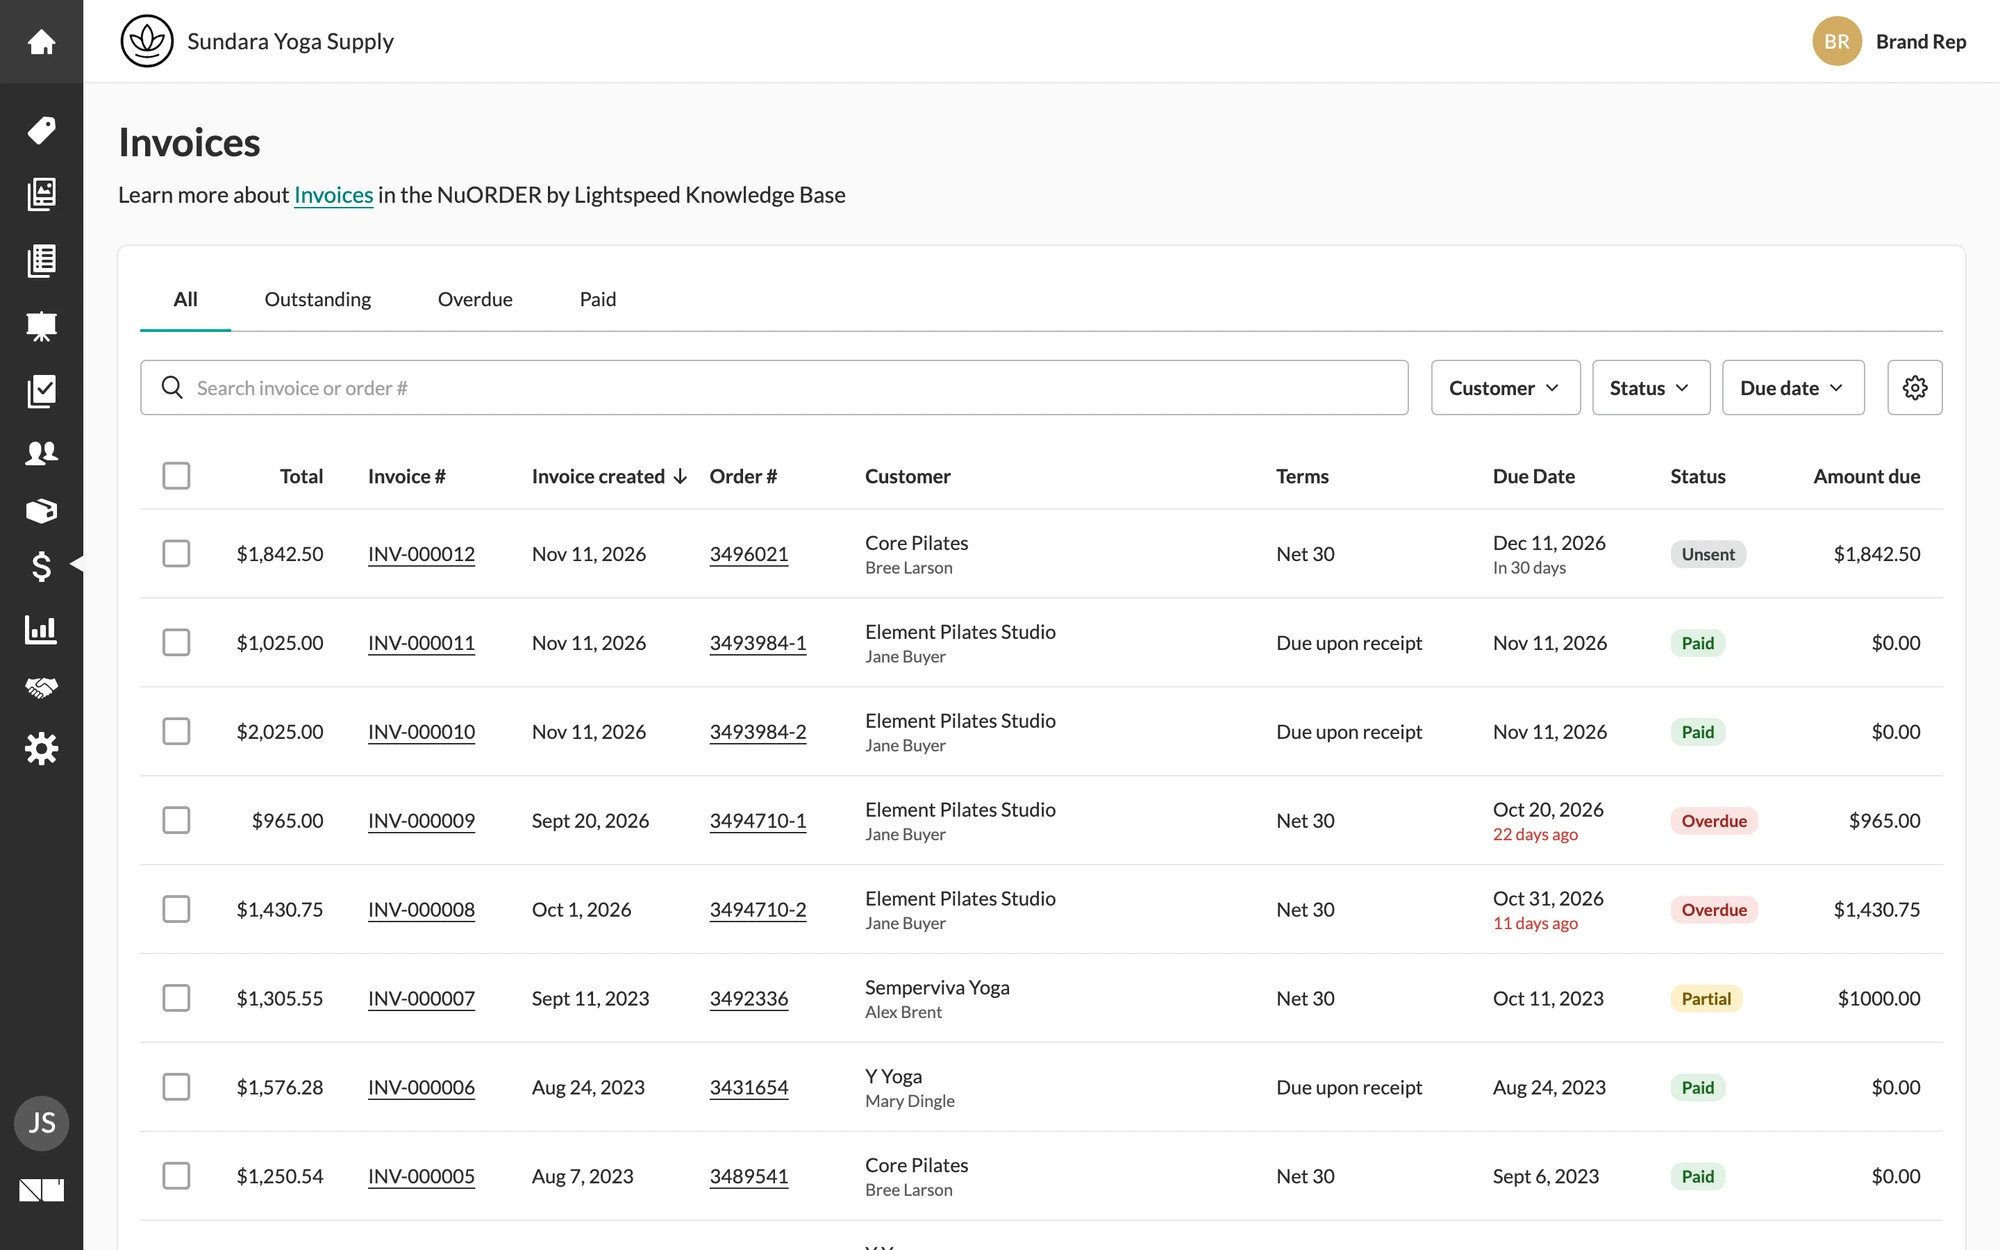 Sundara Yoga Supply
BR Brand Rep
Invoices
Learn more about Invoices in the NuORDER by Lightspeed Knowledge Base
All Outstanding Overdue Paid
Search invoice or order # Customer Status Due date
Total Invoice # Invoice created Order # Customer Terms Due Date Status Amount due
$1,842.50 INV-000012 Nov 11, 2026 3496021 Core Pilates Net 30 Dec 11, 2026 Unsent $1,842.50
Bree Larson In 30 days
$1,025.00 INV-000011 Nov 11, 2026 3493984-1 Element Pilates Studio Due upon receipt Nov 11, 2026 Paid $0.00
Jane Buyer
$2,025.00 INV-000010 Nov 11, 2026 3493984-2 Element Pilates Studio Due upon receipt Nov 11, 2026 Paid $0.00
Jane Buyer
$965.00 INV-000009 Sept 20, 2026 3494710-1 Element Pilates Studio Net 30 Oct 20, 2026 Overdue $965.00
Jane Buyer 22 days ago
$1,430.75 INV-000008 Oct 1, 2026 3494710-2 Element Pilates Studio Net 30 Oct 31, 2026 Overdue $1,430.75
Jane Buyer 11 days ago
$1,305.55 INV-000007 Sept 11, 2023 3492336 Semperviva Yoga Net 30 Oct 11, 2023 Partial $1000.00
Alex Brent
$1,576.28 INV-000006 Aug 24, 2023 3431654 Y Yoga Due upon receipt Aug 24, 2023 Paid $0.00
Mary Dingle
$1,250.54 INV-000005 Aug 7, 2023 3489541 Core Pilates Net 30 Sept 6, 2023 Paid $0.00
Bree Larson
JS